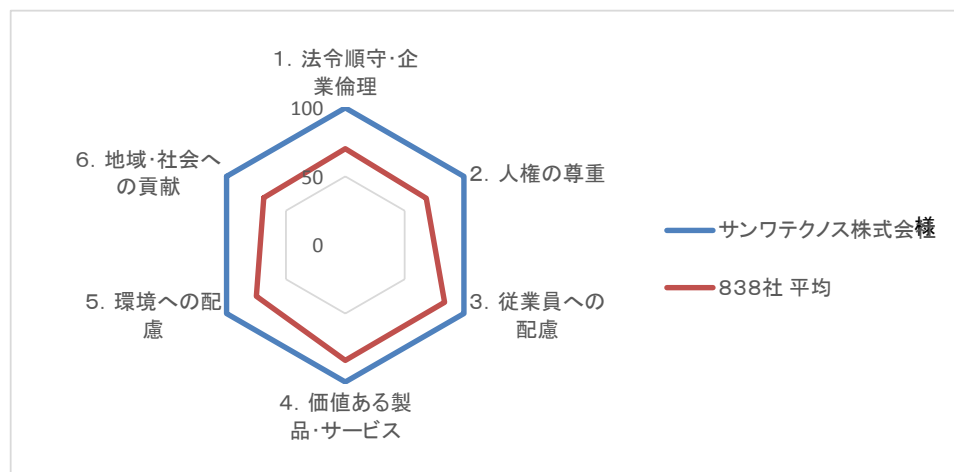 1. 法令順守・企
業倫理
100
6. 地域・社会へ
の貢献
50
2. 人権の尊重
サンワテクノス株式会社様
0
838社 平均
5. 環境への配
慮
3. 従業員への
配慮
4. 価値ある製
品・サービス